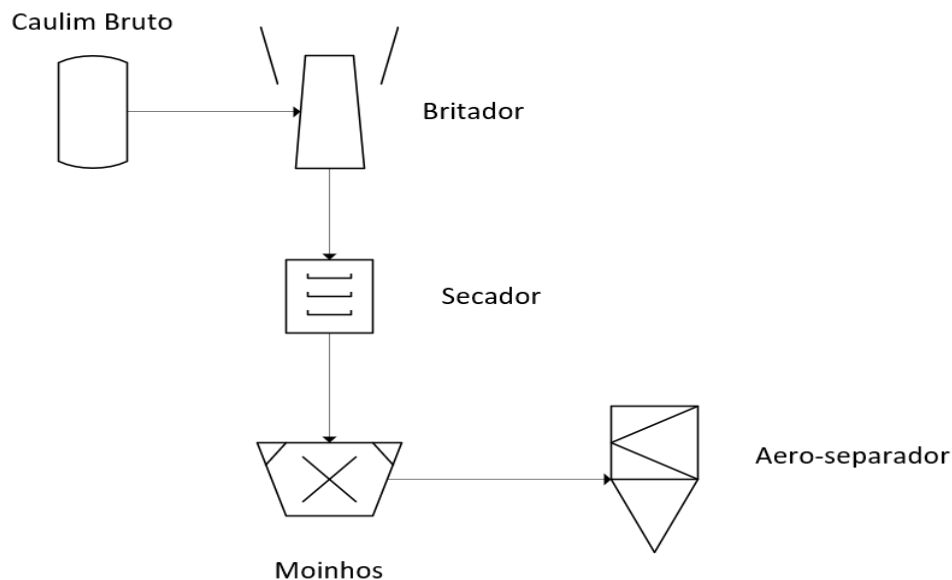 Caulim Bruto
Britador
Secador
Aero-separador
Moinhos